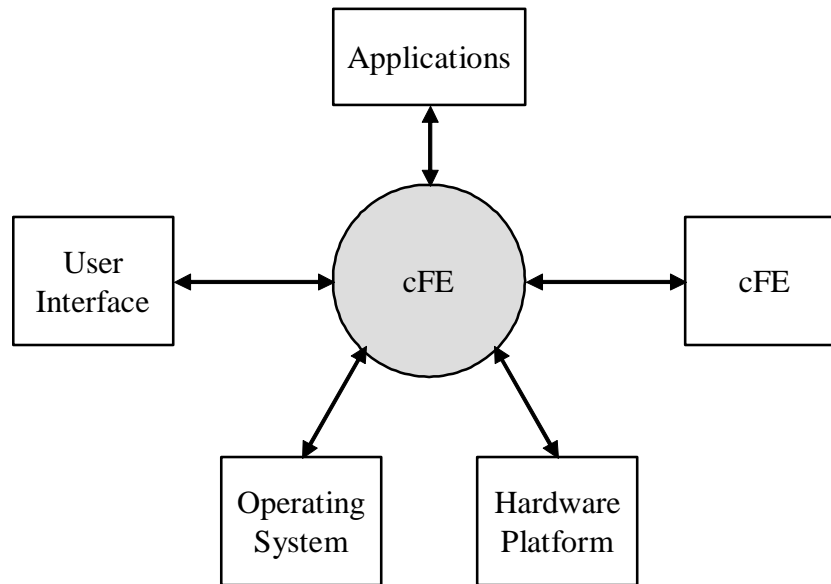 Applications
User
Interface
cFE
cFE
Operating
System
Hardware
Platform